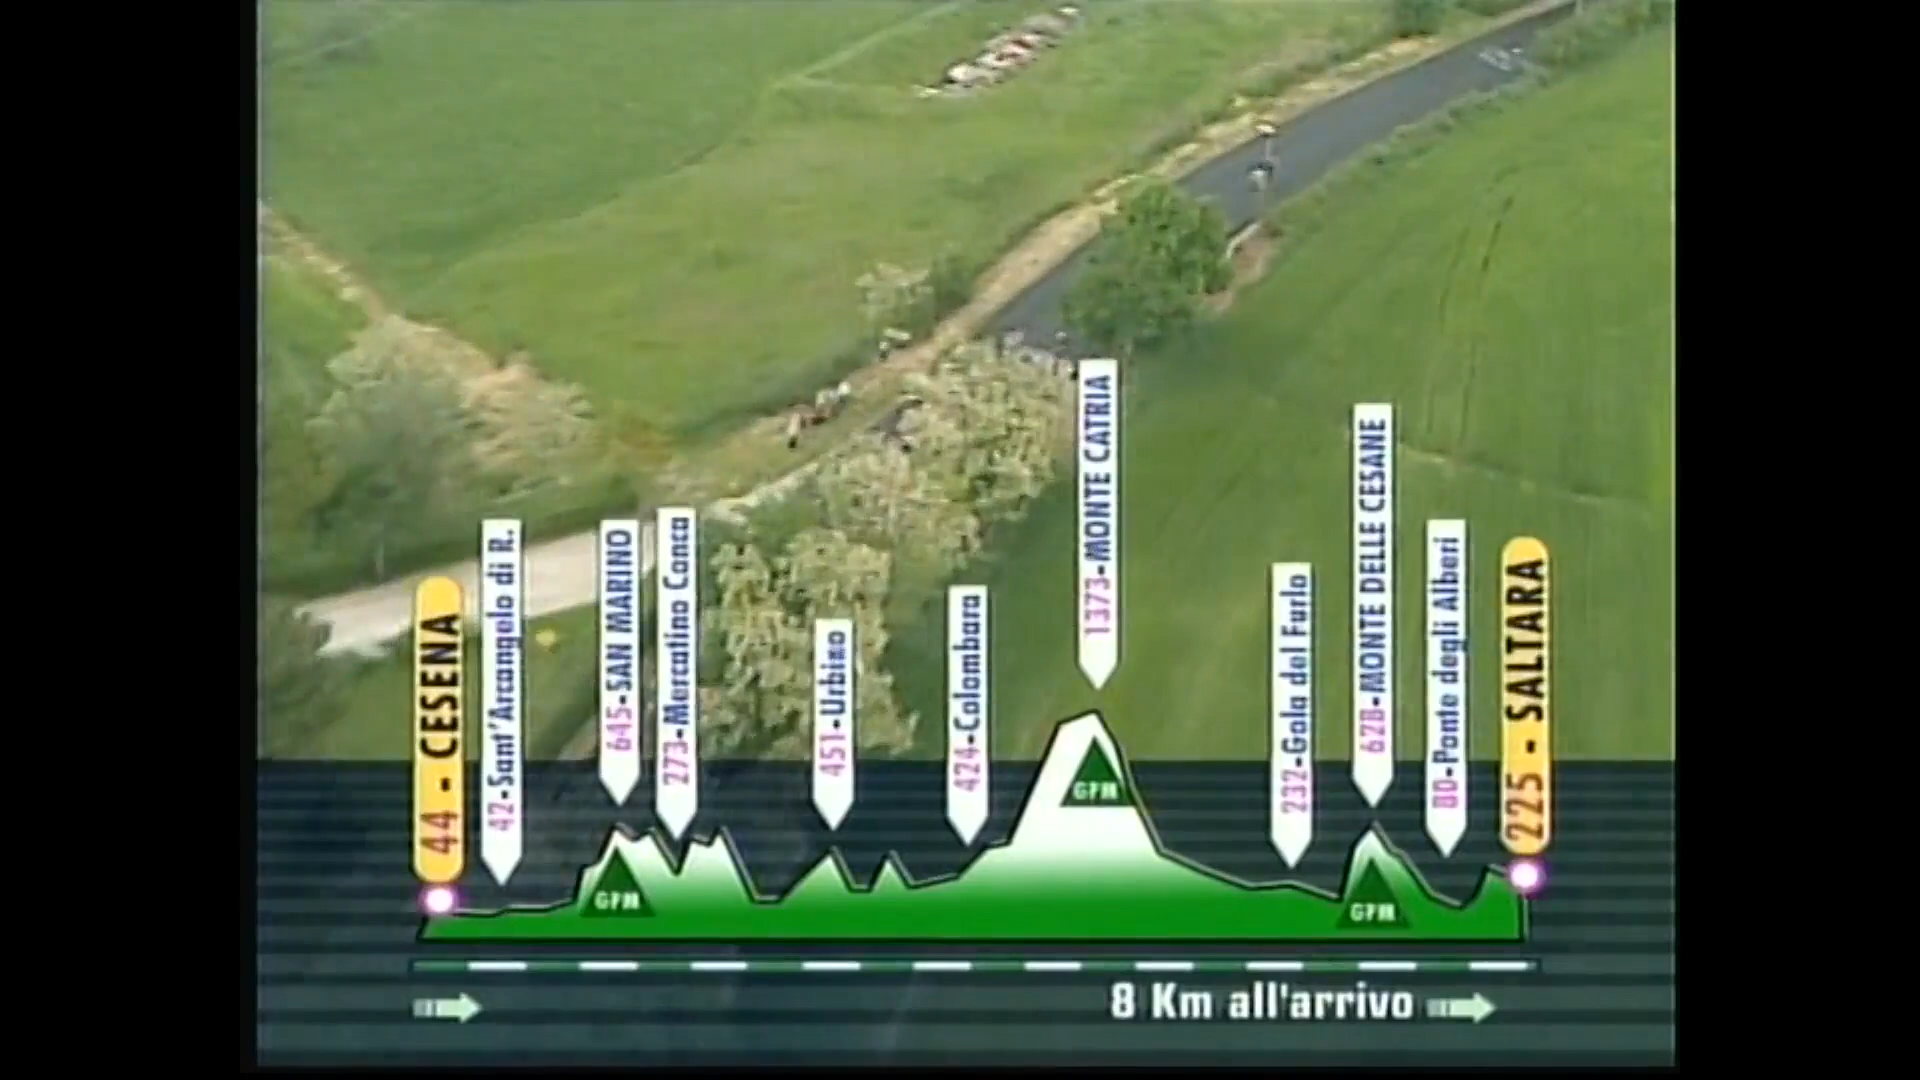 44 - CESENA
42-Sant'Arcangelo di R.
645-SAN MARINO
273-Mercatino Conca
451-Urbino
424-Colombara
1373-MONTE CATRIA
232-Gola del Furlo
628-MONTE DELLE CESANE
80-Ponte degli Alberi
225 - SALTARA
GPM
GPM
GPM
8 Km all'arrivo